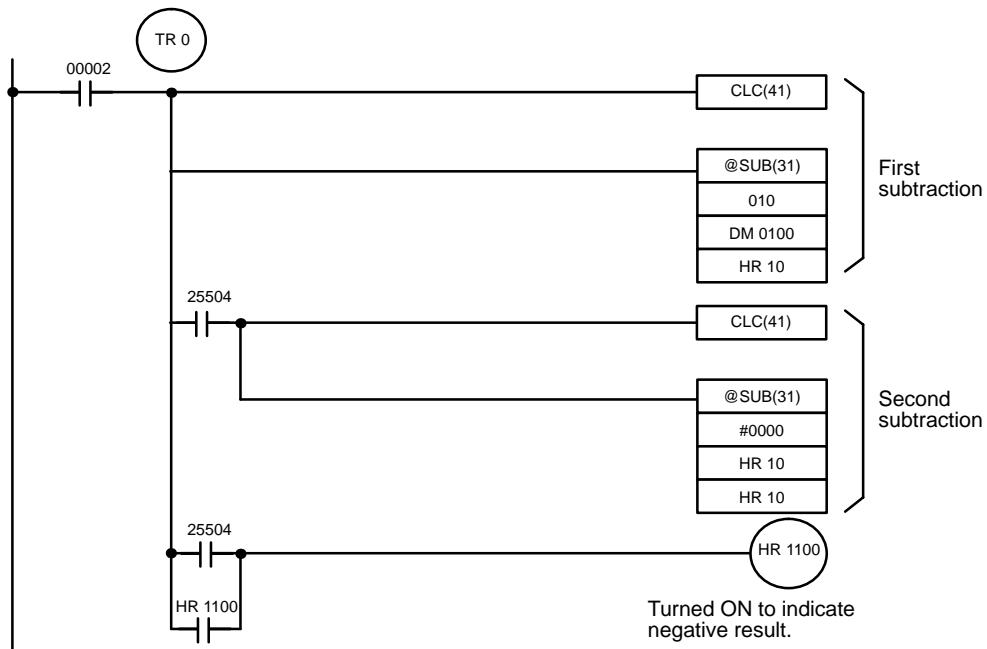 TR 0
00002
CLC(41)
@SUB(31)
010
DM 0100
HR 10
First
subtraction
25504
CLC(41)
@SUB(31)
#0000
HR 10
HR 10
Second
subtraction
25504
HR 1100
HR 1100
Turned ON to indicate
negative result.